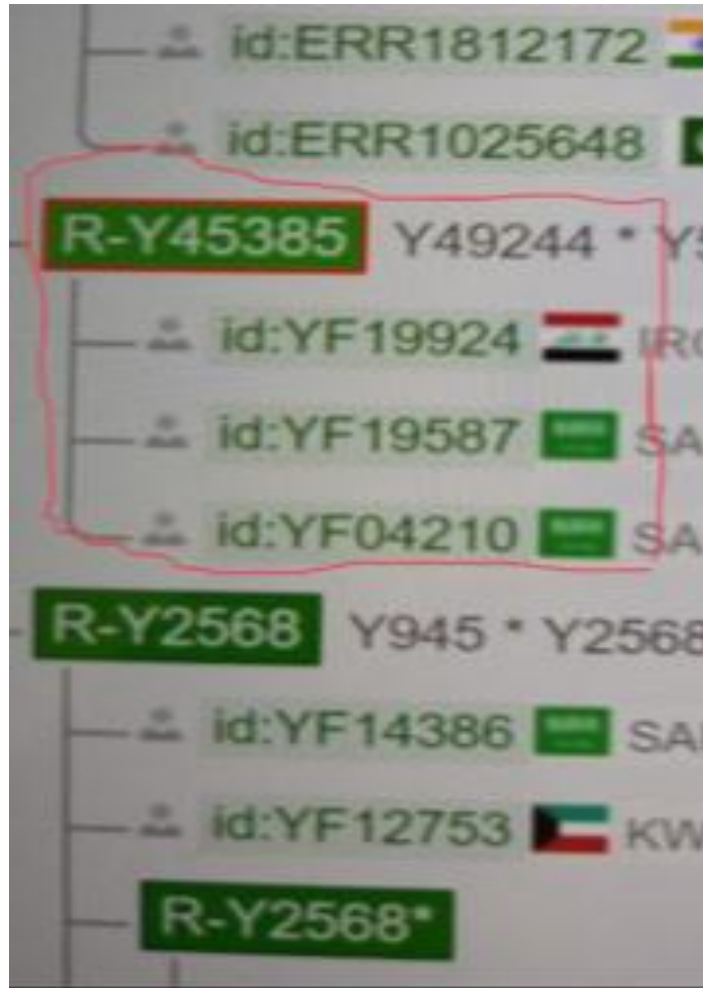 id:ERR1812172
id:ERR1025648
R-Y45385 Y49244 *
id:YF19924
id:YF19587
id:YF04210
R-Y2568 Y945 * Y2568
id:YF14386
id:YF12753 KW
R-Y2568*